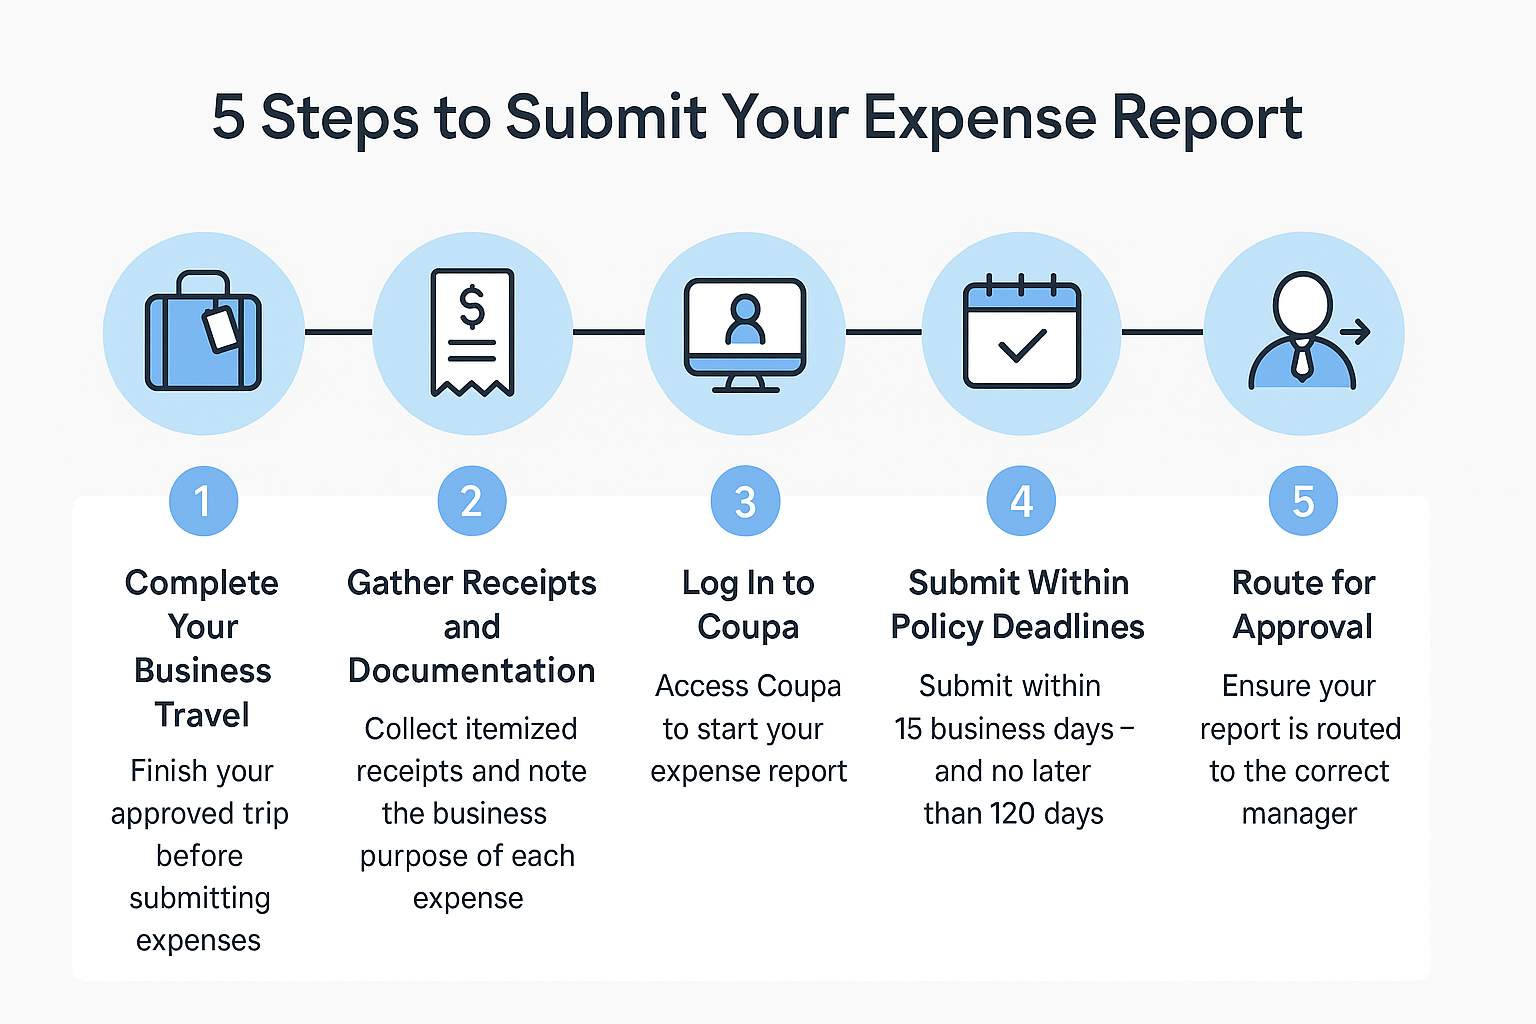 5 Steps to Submit Your Expense Report
$
1
Complete
Your
Business
Travel
Finish your
approved trip
before
submitting
expenses
2
Gather Receipts
and
Documentation
Collect itemized
receipts and note
the business
purpose of each
expense
3
Log In to
Coupa
Access Coupa
to start your
expense report
4
Submit Within
Policy Deadlines
Submit within
15 business days –
and no later
than 120 days
5
Route for
Approval
Ensure your
report is routed
to the correct
manager